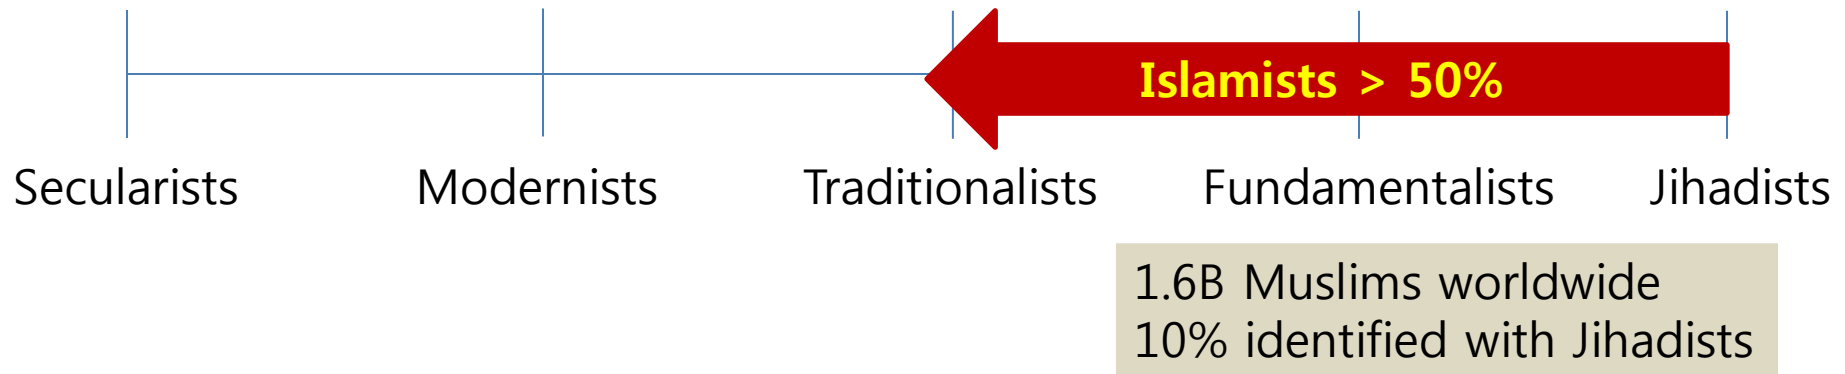 Islamists > 50%
Secularists Modernists Traditionalists Fundamentalists Jihadists
1.6B Muslims worldwide
10% identified with Jihadists